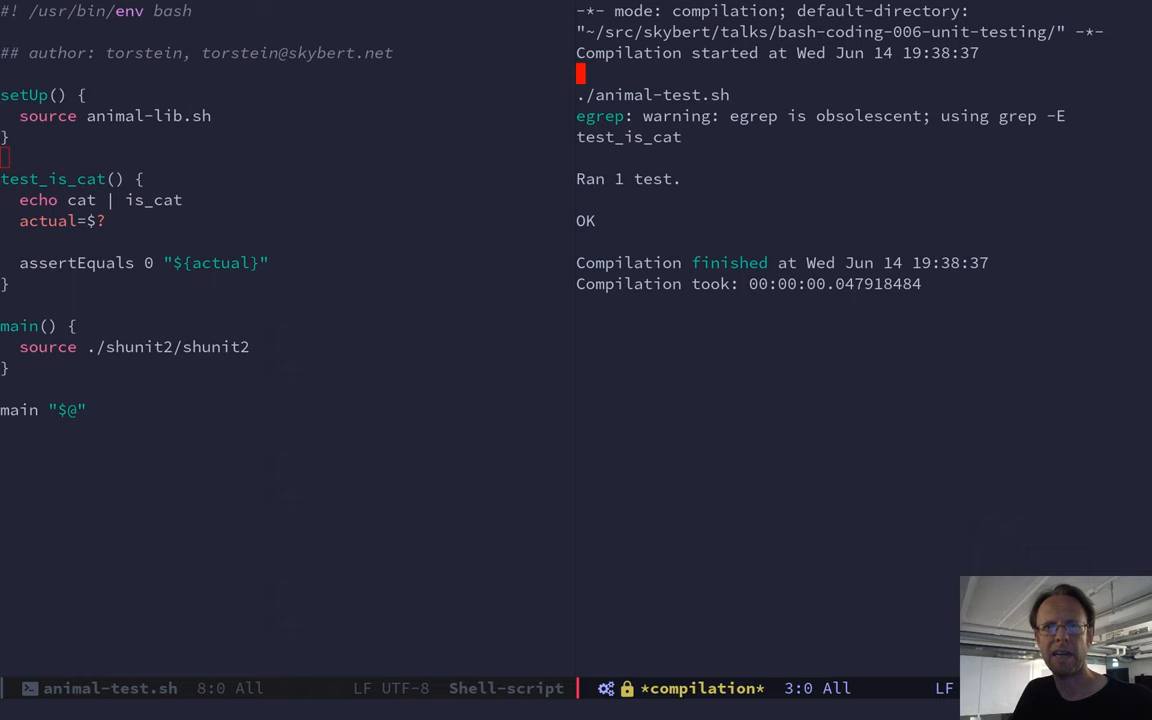 #! /usr/bin/env bash
## author: torstein, torstein@skybert.net
setUp() {
  source animal-lib.sh
}
test_is_cat() {
  echo cat | is_cat
  actual=$?
  assertEquals 0 "${actual}"
}
main() {
  source ./shunit2/shunit2
}
main "$@"
animal-test.sh 8:0 All LF UTF-8 Shell-script
-*- mode: compilation; default-directory:
"~/src/skybert/talks/bash-coding-006-unit-testing/" -*-
Compilation started at Wed Jun 14 19:38:37
./animal-test.sh
egrep: warning: egrep is obsolescent; using grep -E
test_is_cat
Ran 1 test.
OK
Compilation finished at Wed Jun 14 19:38:37
Compilation took: 00:00:00.047918484
*compilation* 3:0 All LF